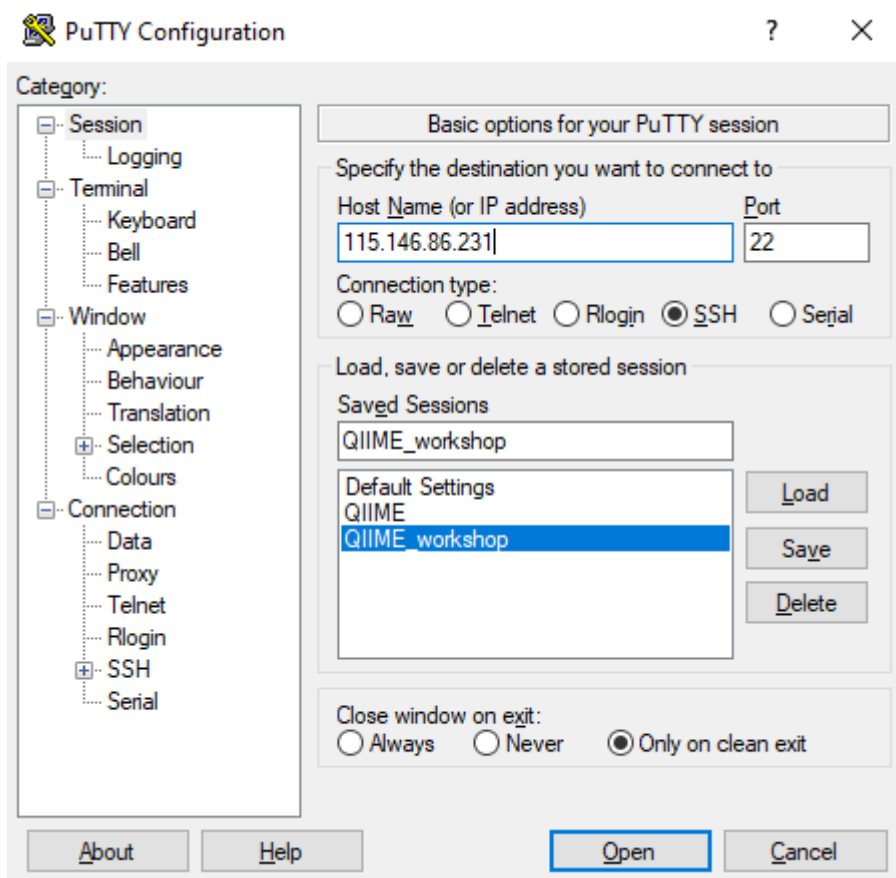 PuTTY Configuration
?
Category:
Session
Logging
Terminal
Keyboard
Bell
Features
Window
Appearance
Behaviour
Translation
Selection
Colours
Connection
Data
Proxy
Telnet
Rlogin
SSH
Serial
Basic options for your PuTTY session
Specify the destination you want to connect to
Host Name (or IP address) Port
115.146.86.231 22
Connection type:
Raw Telnet Rlogin SSH Serial
Load, save or delete a stored session
Saved Sessions
QIIME_workshop
Default Settings
QIIME
QIIME_workshop
Load
Save
Delete
Close window on exit:
Always Never Only on clean exit
About Help Open Cancel